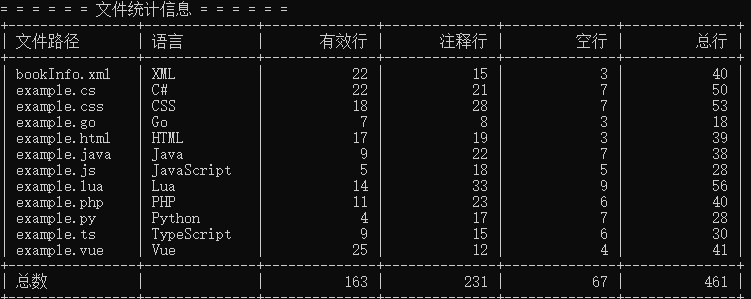 = = = = = = 文件统计信息 = = = = = =
文件路径 | 语言 | 有效行 | 注释行 | 空行 | 总行
bookInfo.xml | XML | 22 | 15 | 3 | 40
example.cs | C# | 22 | 21 | 7 | 50
example.css | CSS | 18 | 28 | 7 | 53
example.go | Go | 7 | 8 | 3 | 18
example.html | HTML | 17 | 19 | 3 | 39
example.java | Java | 9 | 22 | 7 | 38
example.js | JavaScript | 5 | 18 | 5 | 28
example.lua | Lua | 14 | 33 | 9 | 56
example.php | PHP | 11 | 23 | 6 | 40
example.py | Python | 4 | 17 | 7 | 28
example.ts | TypeScript | 9 | 15 | 6 | 30
example.vue | Vue | 25 | 12 | 4 | 41
总数 | | 163 | 231 | 67 | 461